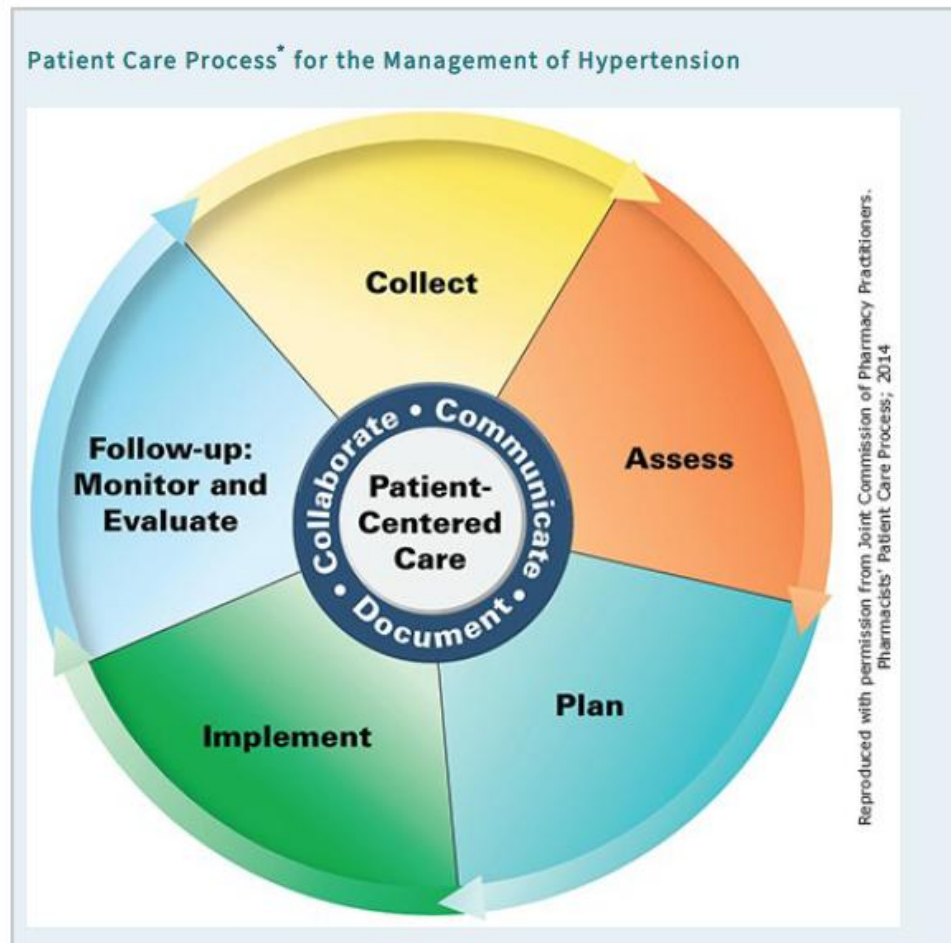 Patient Care Process* for the Management of Hypertension
Collect
Assess
Plan
Implement
Follow-up:
Monitor and
Evaluate
Collaborate • Communicate • Document •
Patient-
Centered
Care
Reproduced with permission from Joint Commission of Pharmacy Practitioners.
Pharmacists' Patient Care Process; 2014